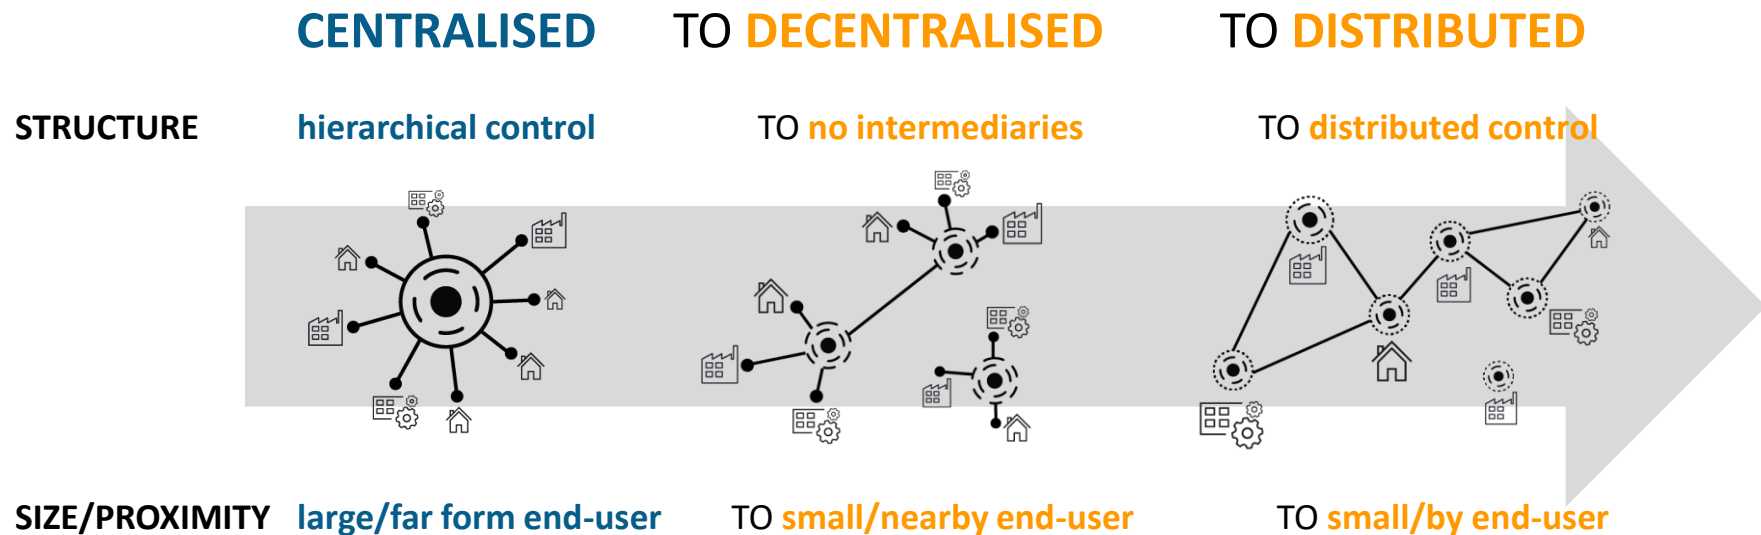 CENTRALISED TO DECENTRALISED TO DISTRIBUTED
STRUCTURE hierarchical control TO no intermediaries TO distributed control
SIZE/PROXIMITY large/far form end-user TO small/nearby end-user TO small/by end-user